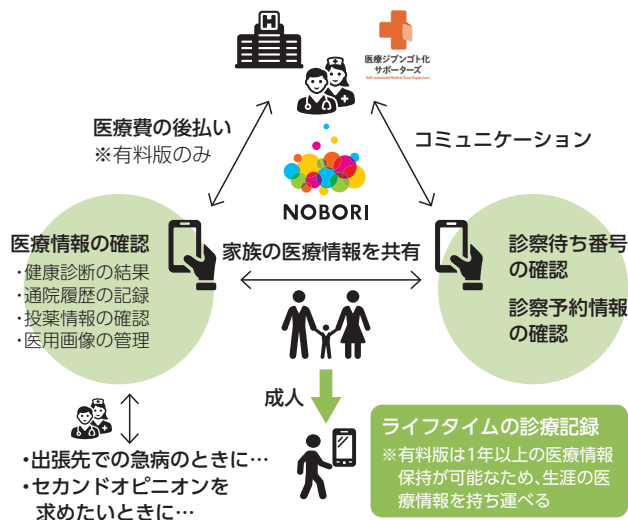 H
医療ジブンゴト化
サポーターズ
Self-motivated Medical Care Supporters
医療費の後払い
※有料版のみ
コミュニケーション
NOBORI
医療情報の確認
・健康診断の結果
・通院履歴の記録
・投薬情報の確認
・医用画像の管理
家族の医療情報を共有
診察待ち番号
の確認
診察予約情報
の確認
成人
・出張先での急病のときに…
・セカンドオピニオンを
求めたいときに…
ライフタイムの診療記録
※有料版は1年以上の医療情報
保持が可能なため、生涯の医
療情報を持ち運べる